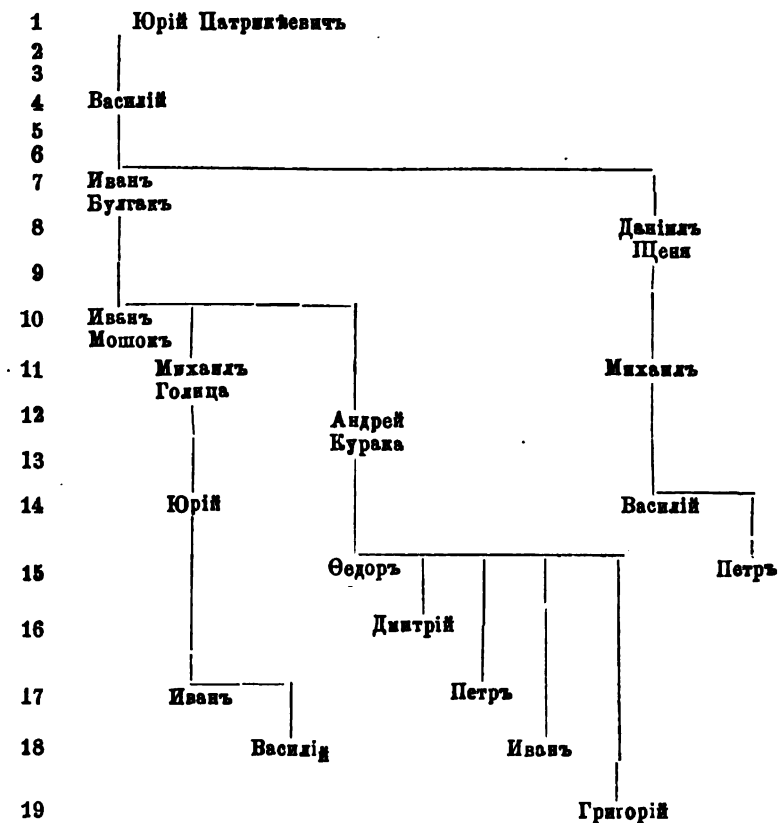 1 Юрій Патрикѣевичъ
2
3
4 Василій
5
6
7 Иванъ
Булгакъ
8 Даніилъ
Щеня
9
10 Иванъ
Мошокъ
11 Михаилъ Михаилъ
Голица
12 Андрей
Курака
13
14 Юрій Василій
15 Ѳедоръ Петръ
16 Дмитрій
17 Иванъ Петръ
18 Василій Иванъ
19 Григорій